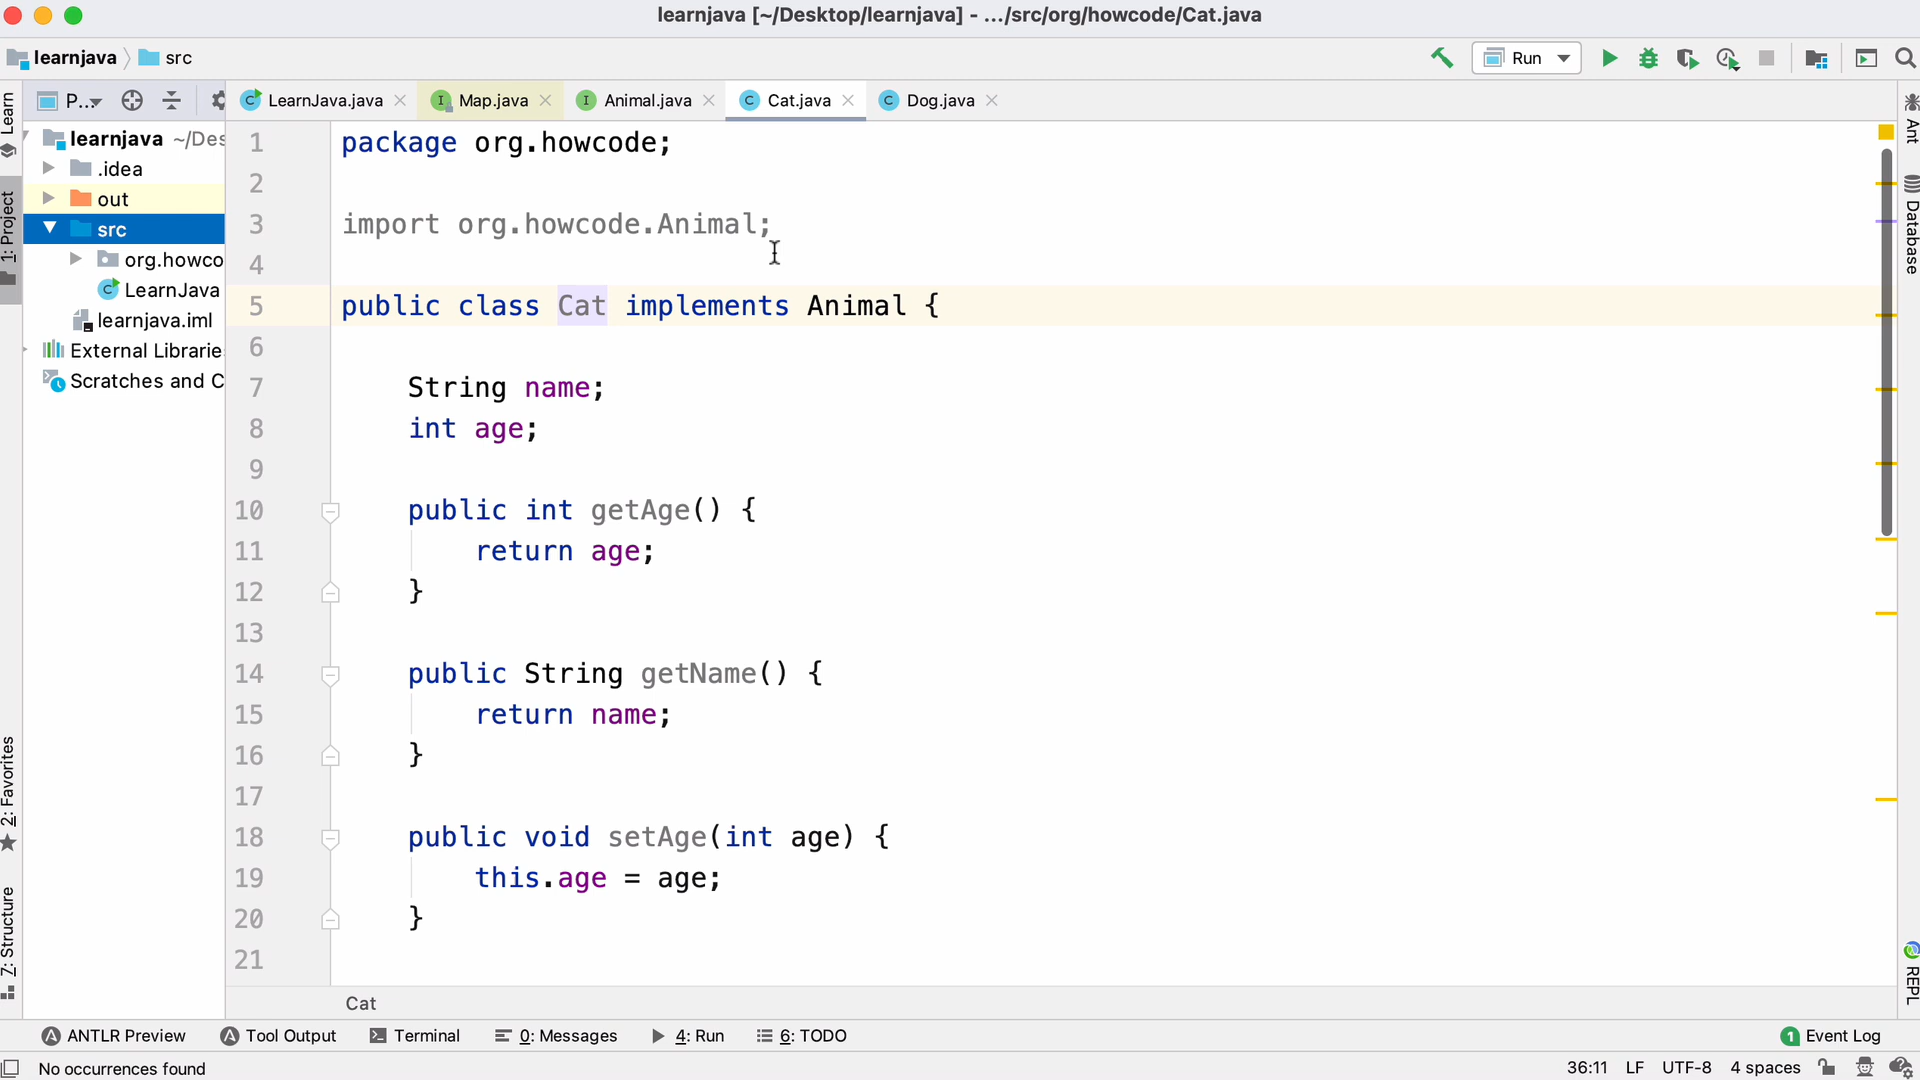 learnjava [~/Desktop/learnjava] - .../src/org/howcode/Cat.java
learnjava
src
Run
P...
LearnJava.java
Map.java
Animal.java
Cat.java
Dog.java
Learn
1: Project
2: Favorites
7: Structure
learnjava ~/Des
.idea
out
src
org.howco
LearnJava
learnjava.iml
External Librarie
Scratches and C
1 package org.howcode;
2
3 import org.howcode.Animal;
4
5 public class Cat implements Animal {
6
7 String name;
8 int age;
9
10 public int getAge() {
11 return age;
12 }
13
14 public String getName() {
15 return name;
16 }
17
18 public void setAge(int age) {
19 this.age = age;
20 }
21
Cat
Ant
Database
REPL
ANTLR Preview
Tool Output
Terminal
0: Messages
4: Run
6: TODO
1 Event Log
No occurrences found
36:11 LF UTF-8 4 spaces